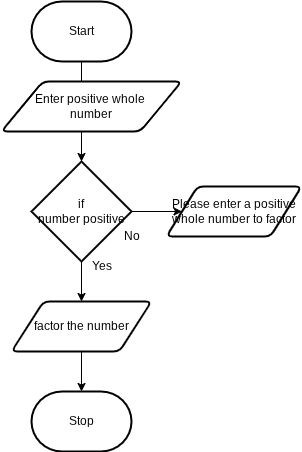 Start
Enter positive whole
number
if
number positive
Please enter a positive
whole number to factor
No
Yes
factor the number
Stop